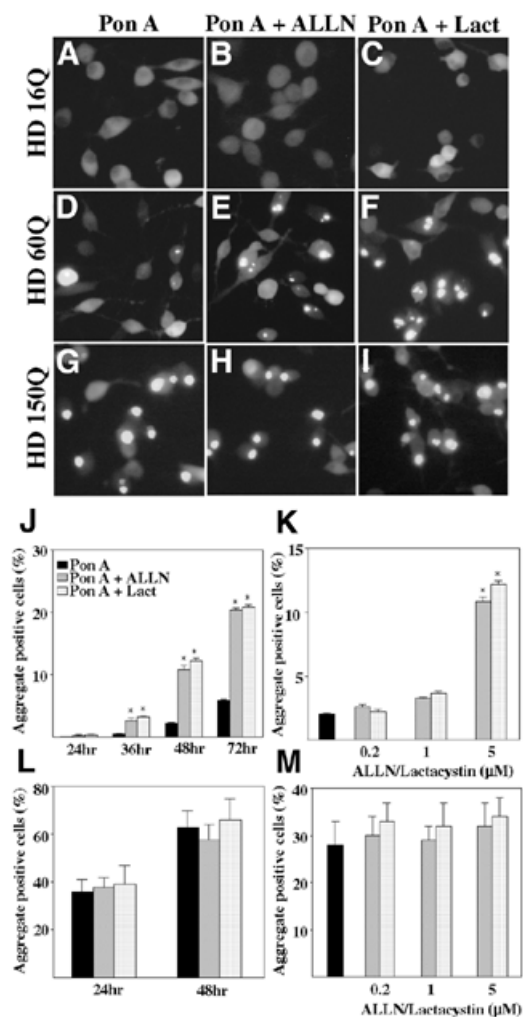 Pon A Pon A + ALLN Pon A + Lact
HD 16Q
A B C
HD 60Q
D E F
HD 150Q
G H I
J
Aggregate positive cells (%)
30
20
10
Pon A
Pon A + ALLN
Pon A + Lact
* * * * * *
24hr 36hr 48hr 72hr
K
Aggregate positive cells (%)
15
10
5
* *
0.2 1 5
ALLN/Lactacystin (μM)
L
Aggregate positive cells (%)
80
60
40
20
24hr 48hr
M
Aggregate positive cells (%)
40
30
20
10
0.2 1 5
ALLN/Lactacystin (μM)